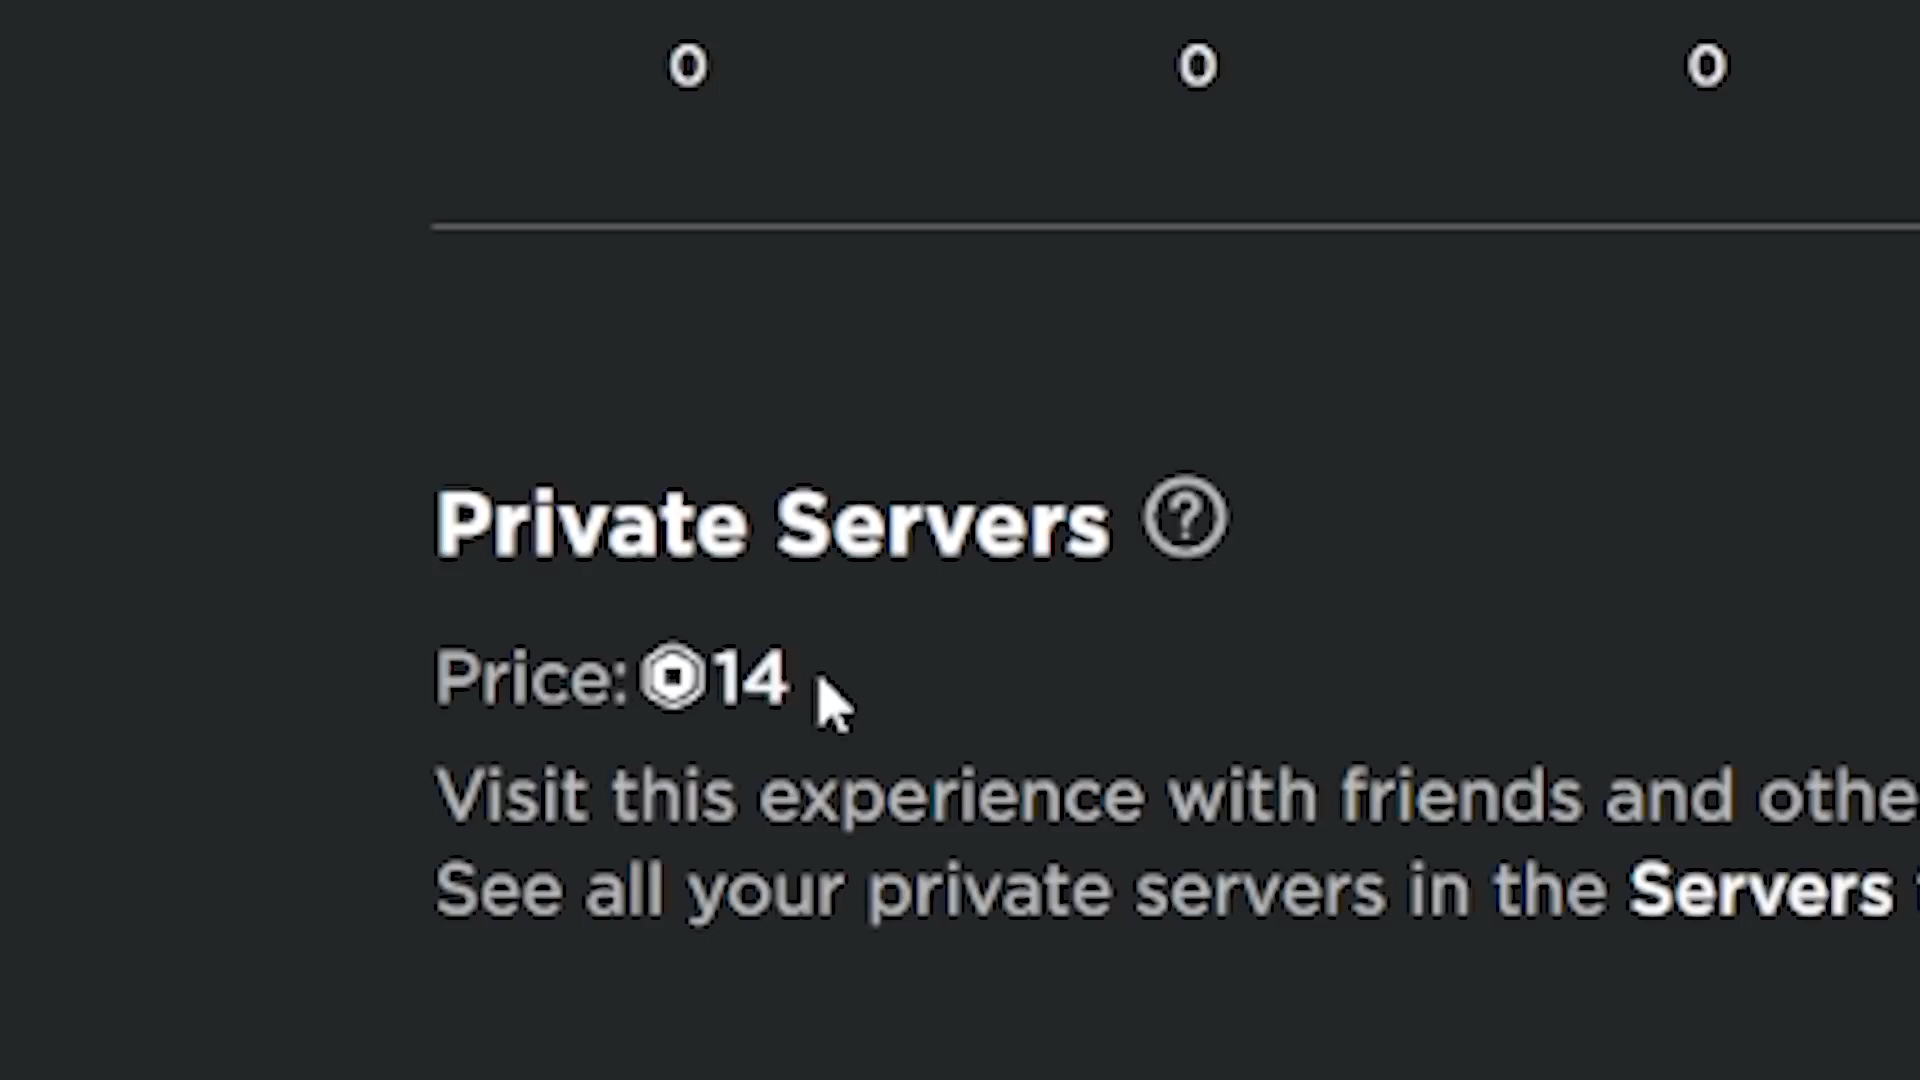 0 0 0
Private Servers
Price: 14
Visit this experience with friends and
See all your private servers in the Servers